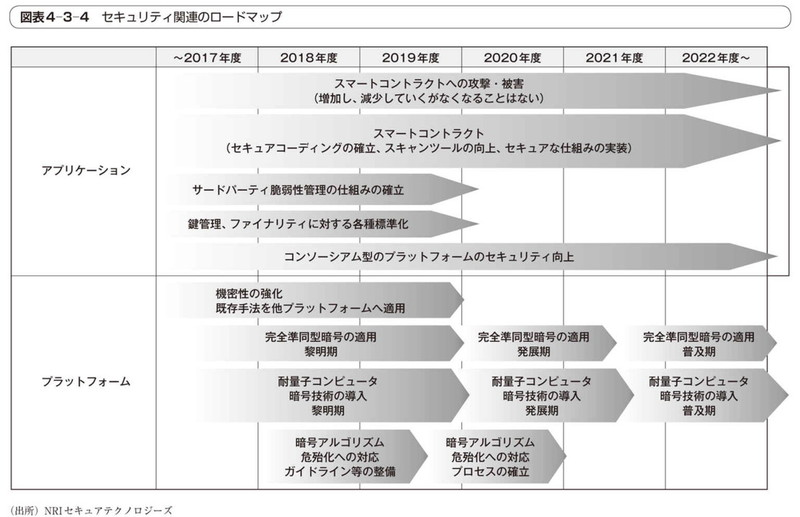 図表4-3-4 セキュリティ関連のロードマップ
～2017年度 2018年度 2019年度 2020年度 2021年度 2022年度～
アプリケーション
スマートコントラクトへの攻撃・被害
（増加し、減少していくがなくなることはない）
スマートコントラクト
（セキュアコーディングの確立、スキャンツールの向上、セキュアな仕組みの実装）
サードパーティ脆弱性管理の仕組みの確立
鍵管理、ファイナリティに対する各種標準化
コンソーシアム型のプラットフォームのセキュリティ向上
プラットフォーム
機密性の強化
既存手法を他プラットフォームへ適用
完全準同型暗号の適用
黎明期
完全準同型暗号の適用
発展期
完全準同型暗号の適用
普及期
耐量子コンピュータ
暗号技術の導入
黎明期
耐量子コンピュータ
暗号技術の導入
発展期
耐量子コンピュータ
暗号技術の導入
普及期
暗号アルゴリズム
危殆化への対応
ガイドライン等の整備
暗号アルゴリズム
危殆化への対応
プロセスの確立
（出所）NRIセキュアテクノロジーズ